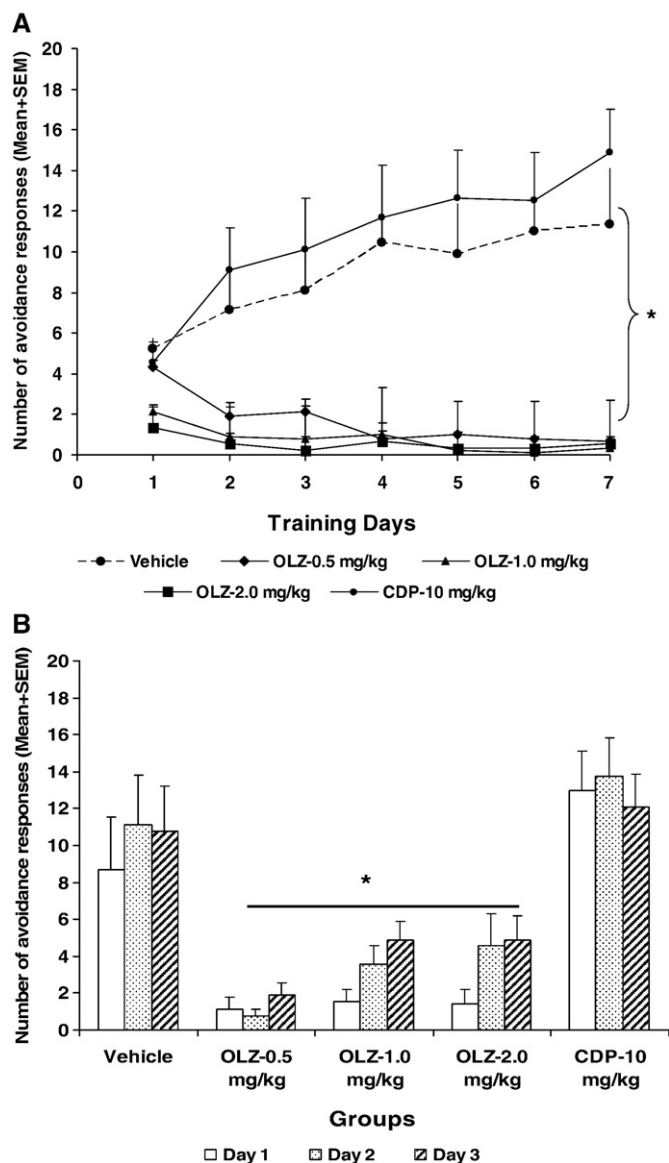 A
Number of avoidance responses (Mean+SEM)
20
18
16
14
12
10
8
6
4
2
0
*
0 1 2 3 4 5 6 7
Training Days
Vehicle OLZ-0.5 mg/kg OLZ-1.0 mg/kg
OLZ-2.0 mg/kg CDP-10 mg/kg
B
Number of avoidance responses (Mean+SEM)
20
18
16
14
12
10
8
6
4
2
0
*
Vehicle OLZ-0.5 OLZ-1.0 OLZ-2.0 CDP-10
mg/kg mg/kg mg/kg mg/kg
Groups
Day 1 Day 2 Day 3